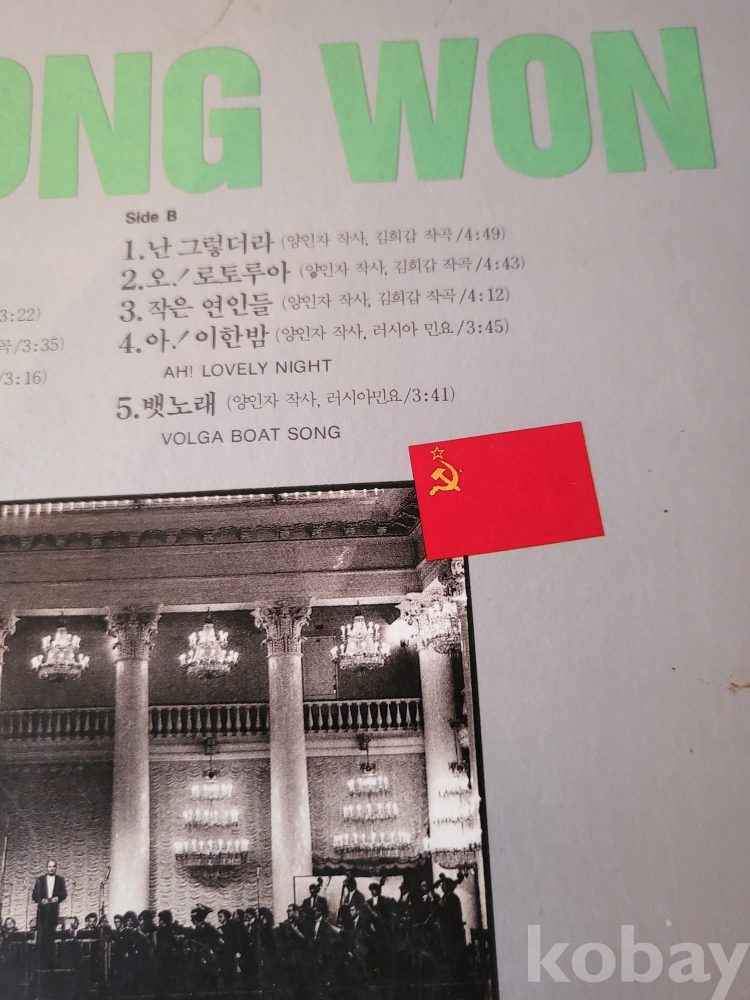 ONG WON
Side B
1.난 그렇더라 (양인자 작사, 김희갑 작곡/4:49)
2.오! 로토루아 (양인자 작사, 김희갑 작곡/4:43)
3.작은 연인들 (양인자 작사, 김희갑 작곡/4:12)
3:22)
4.아! 이한밤 (양인자 작사, 러시아 민요/3:45)
곡/3:35)
AH! LOVELY NIGHT
/3:16)
5.뱃노래 (양인자 작사, 러시아민요/3:41)
VOLGA BOAT SONG
kobay